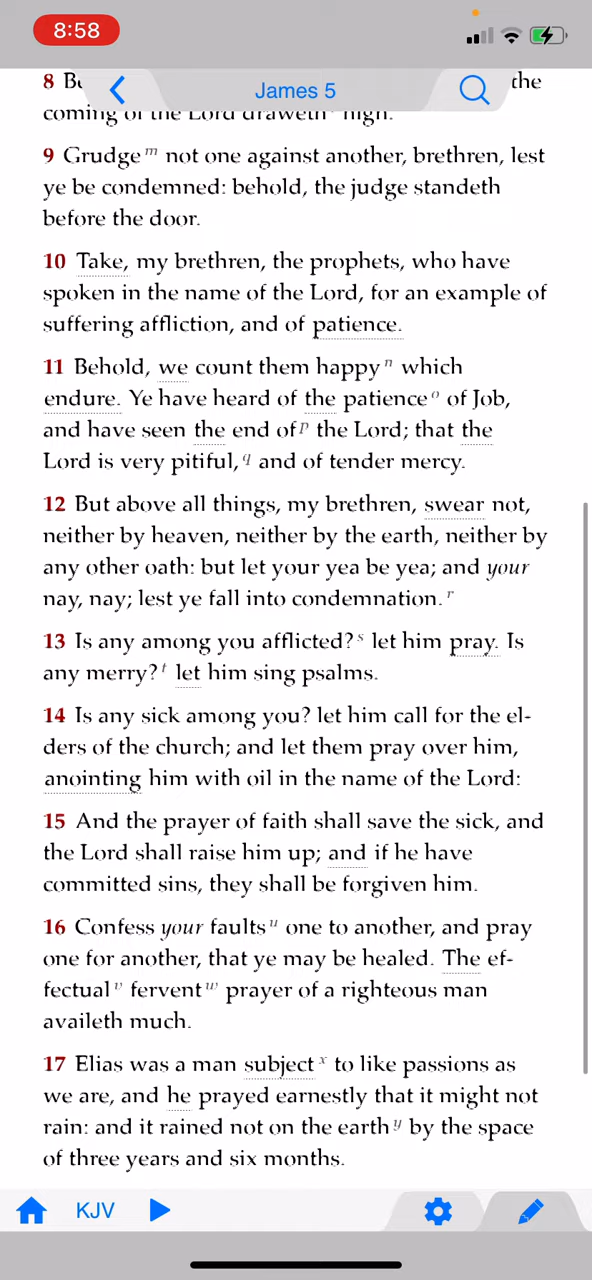 8:58
James 5
8 the
coming of the Lord draweth nigh.
9 Grudge m not one against another, brethren, lest
ye be condemned: behold, the judge standeth
before the door.
10 Take, my brethren, the prophets, who have
spoken in the name of the Lord, for an example of
suffering affliction, and of patience.
11 Behold, we count them happy n which
endure. Ye have heard of the patience o of Job,
and have seen the end of p the Lord; that the
Lord is very pitiful, q and of tender mercy.
12 But above all things, my brethren, swear not,
neither by heaven, neither by the earth, neither by
any other oath: but let your yea be yea; and your
nay, nay; lest ye fall into condemnation. r
13 Is any among you afflicted? s let him pray. Is
any merry? t let him sing psalms.
14 Is any sick among you? let him call for the el-
ders of the church; and let them pray over him,
anointing him with oil in the name of the Lord:
15 And the prayer of faith shall save the sick, and
the Lord shall raise him up; and if he have
committed sins, they shall be forgiven him.
16 Confess your faults u one to another, and pray
one for another, that ye may be healed. The ef-
fectual v fervent w prayer of a righteous man
availeth much.
17 Elias was a man subject x to like passions as
we are, and he prayed earnestly that it might not
rain: and it rained not on the earth y by the space
of three years and six months.
KJV